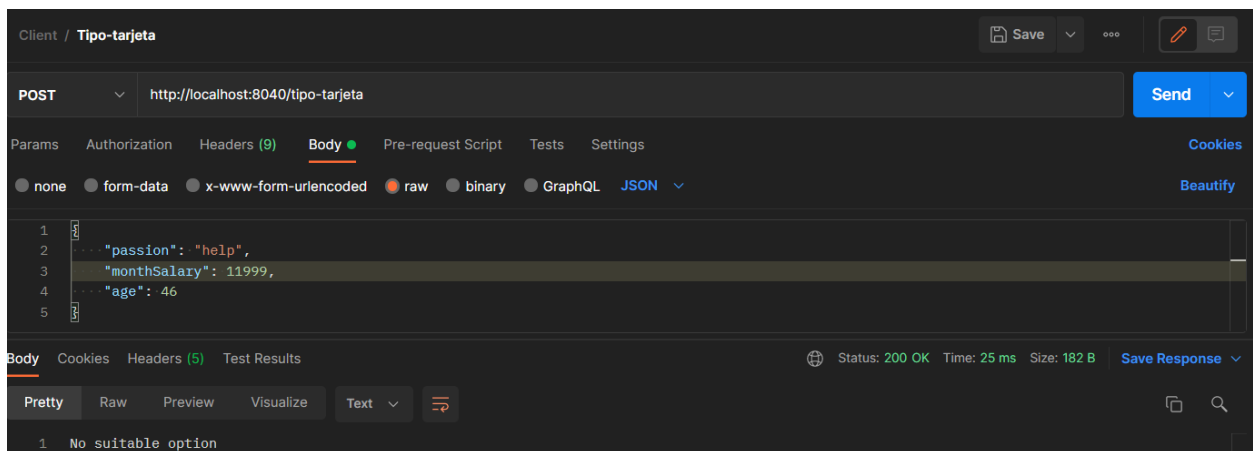 Client / Tipo-tarjeta
Save
POST http://localhost:8040/tipo-tarjeta Send
Params Authorization Headers (9) Body Pre-request Script Tests Settings Cookies
none form-data x-www-form-urlencoded raw binary GraphQL JSON Beautify
1 {
2 "passion": "help",
3 "monthSalary": 11999,
4 "age": 46
5 }
Body Cookies Headers (5) Test Results Status: 200 OK Time: 25 ms Size: 182 B Save Response
Pretty Raw Preview Visualize Text
1 No suitable option